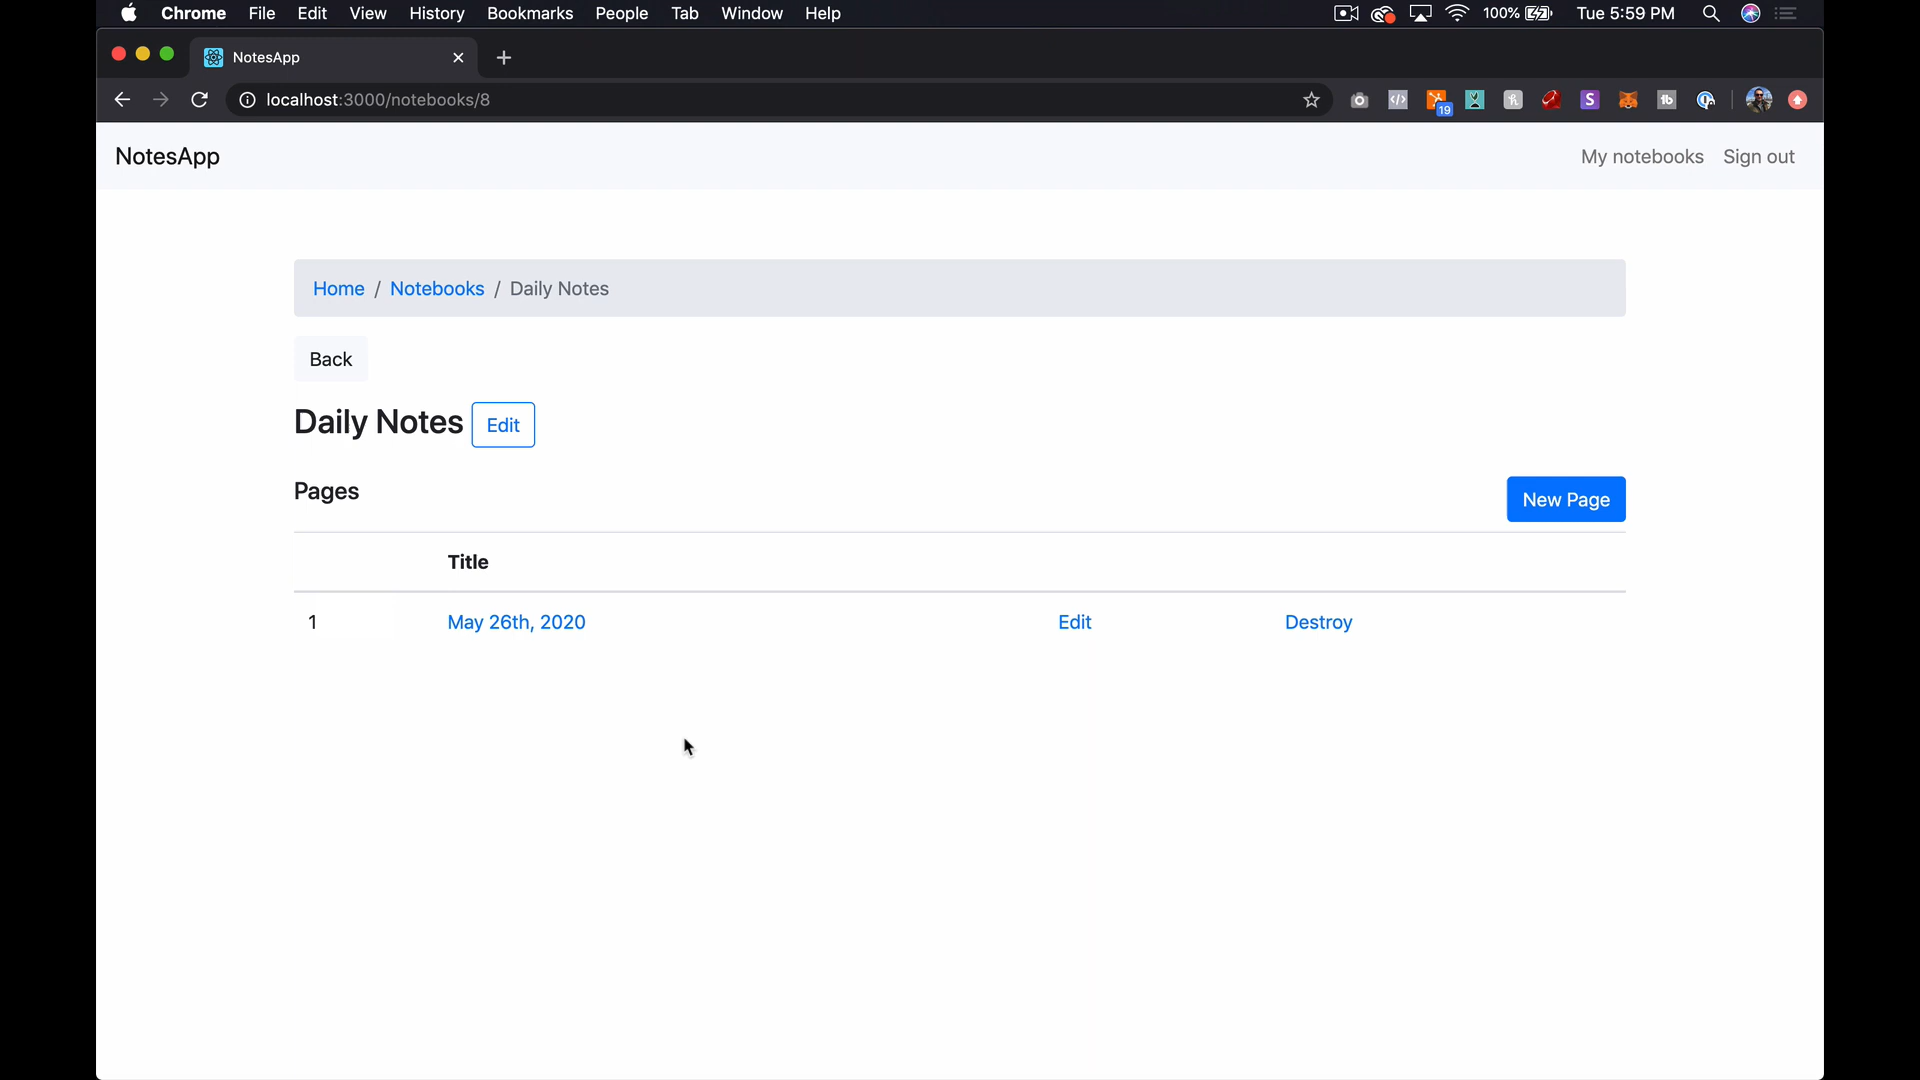 Chrome File Edit View History Bookmarks People Tab Window Help 100% Tue 5:59 PM
NotesApp
localhost:3000/notebooks/8
19 S tb
NotesApp My notebooks Sign out
Home / Notebooks / Daily Notes
Back
Daily Notes Edit
Pages New Page
Title
1 May 26th, 2020 Edit Destroy